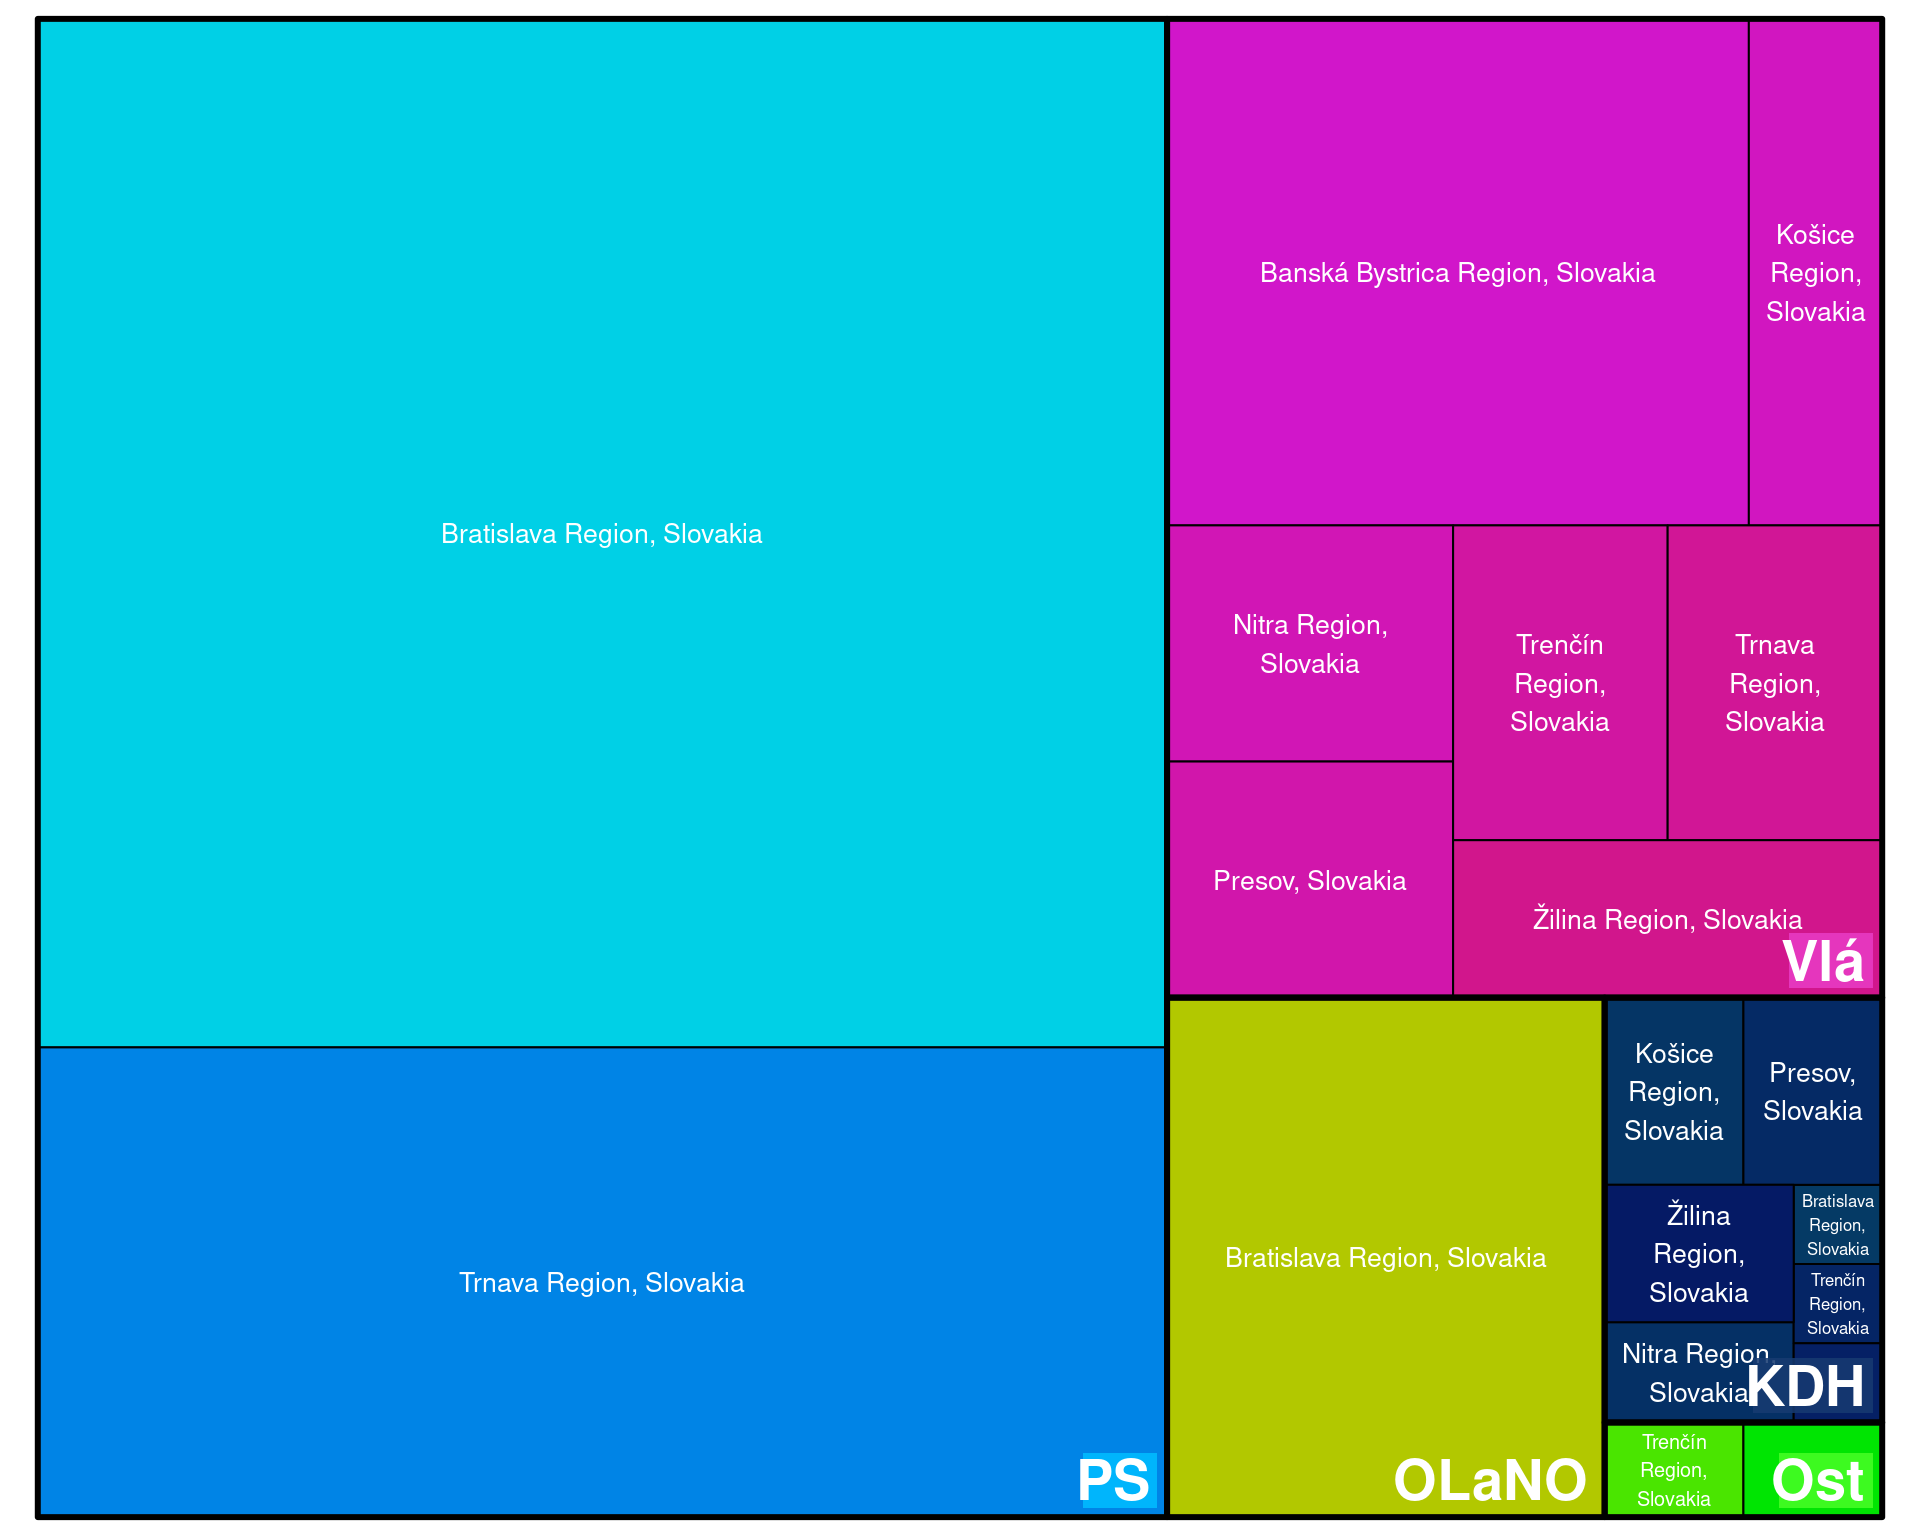 Bratislava Region, Slovakia
Trnava Region, Slovakia
PS
Banská Bystrica Region, Slovakia
Košice
Region,
Slovakia
Nitra Region,
Slovakia
Trenčín
Region,
Slovakia
Trnava
Region,
Slovakia
Presov, Slovakia
Žilina Region, Slovakia
Vlá
Bratislava Region, Slovakia
OLaNO
Košice
Region,
Slovakia
Presov,
Slovakia
Žilina
Region,
Slovakia
Bratislava
Region,
Slovakia
Trenčín
Region,
Slovakia
Nitra Region,
Slovakia
KDH
Trenčín
Region,
Slovakia
Ost